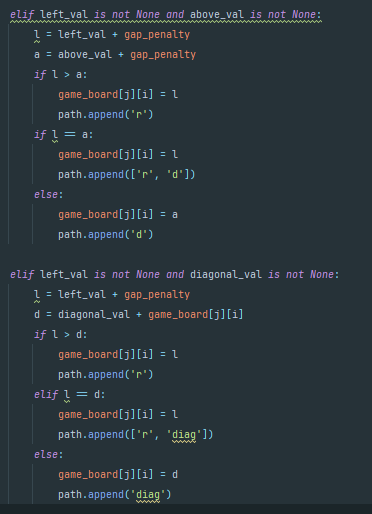 elif left_val is not None and above_val is not None:
    l = left_val + gap_penalty
    a = above_val + gap_penalty
    if l > a:
        game_board[j][i] = l
        path.append('r')
    if l == a:
        game_board[j][i] = l
        path.append(['r', 'd'])
    else:
        game_board[j][i] = a
        path.append('d')

elif left_val is not None and diagonal_val is not None:
    l = left_val + gap_penalty
    d = diagonal_val + game_board[j][i]
    if l > d:
        game_board[j][i] = l
        path.append('r')
    elif l == d:
        game_board[j][i] = l
        path.append(['r', 'diag'])
    else:
        game_board[j][i] = d
        path.append('diag')